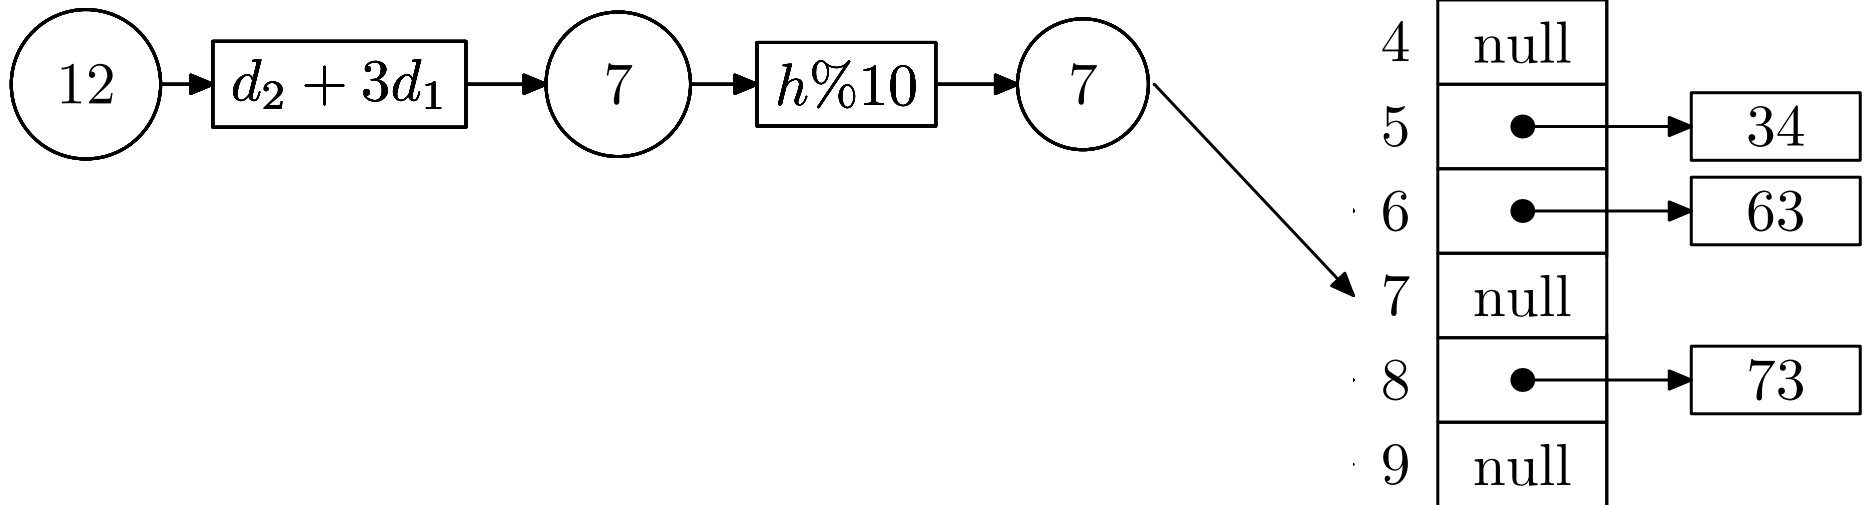 12 d₂ + 3d₁ 7 h%10 7
4 null
5 34
6 63
7 null
8 73
9 null